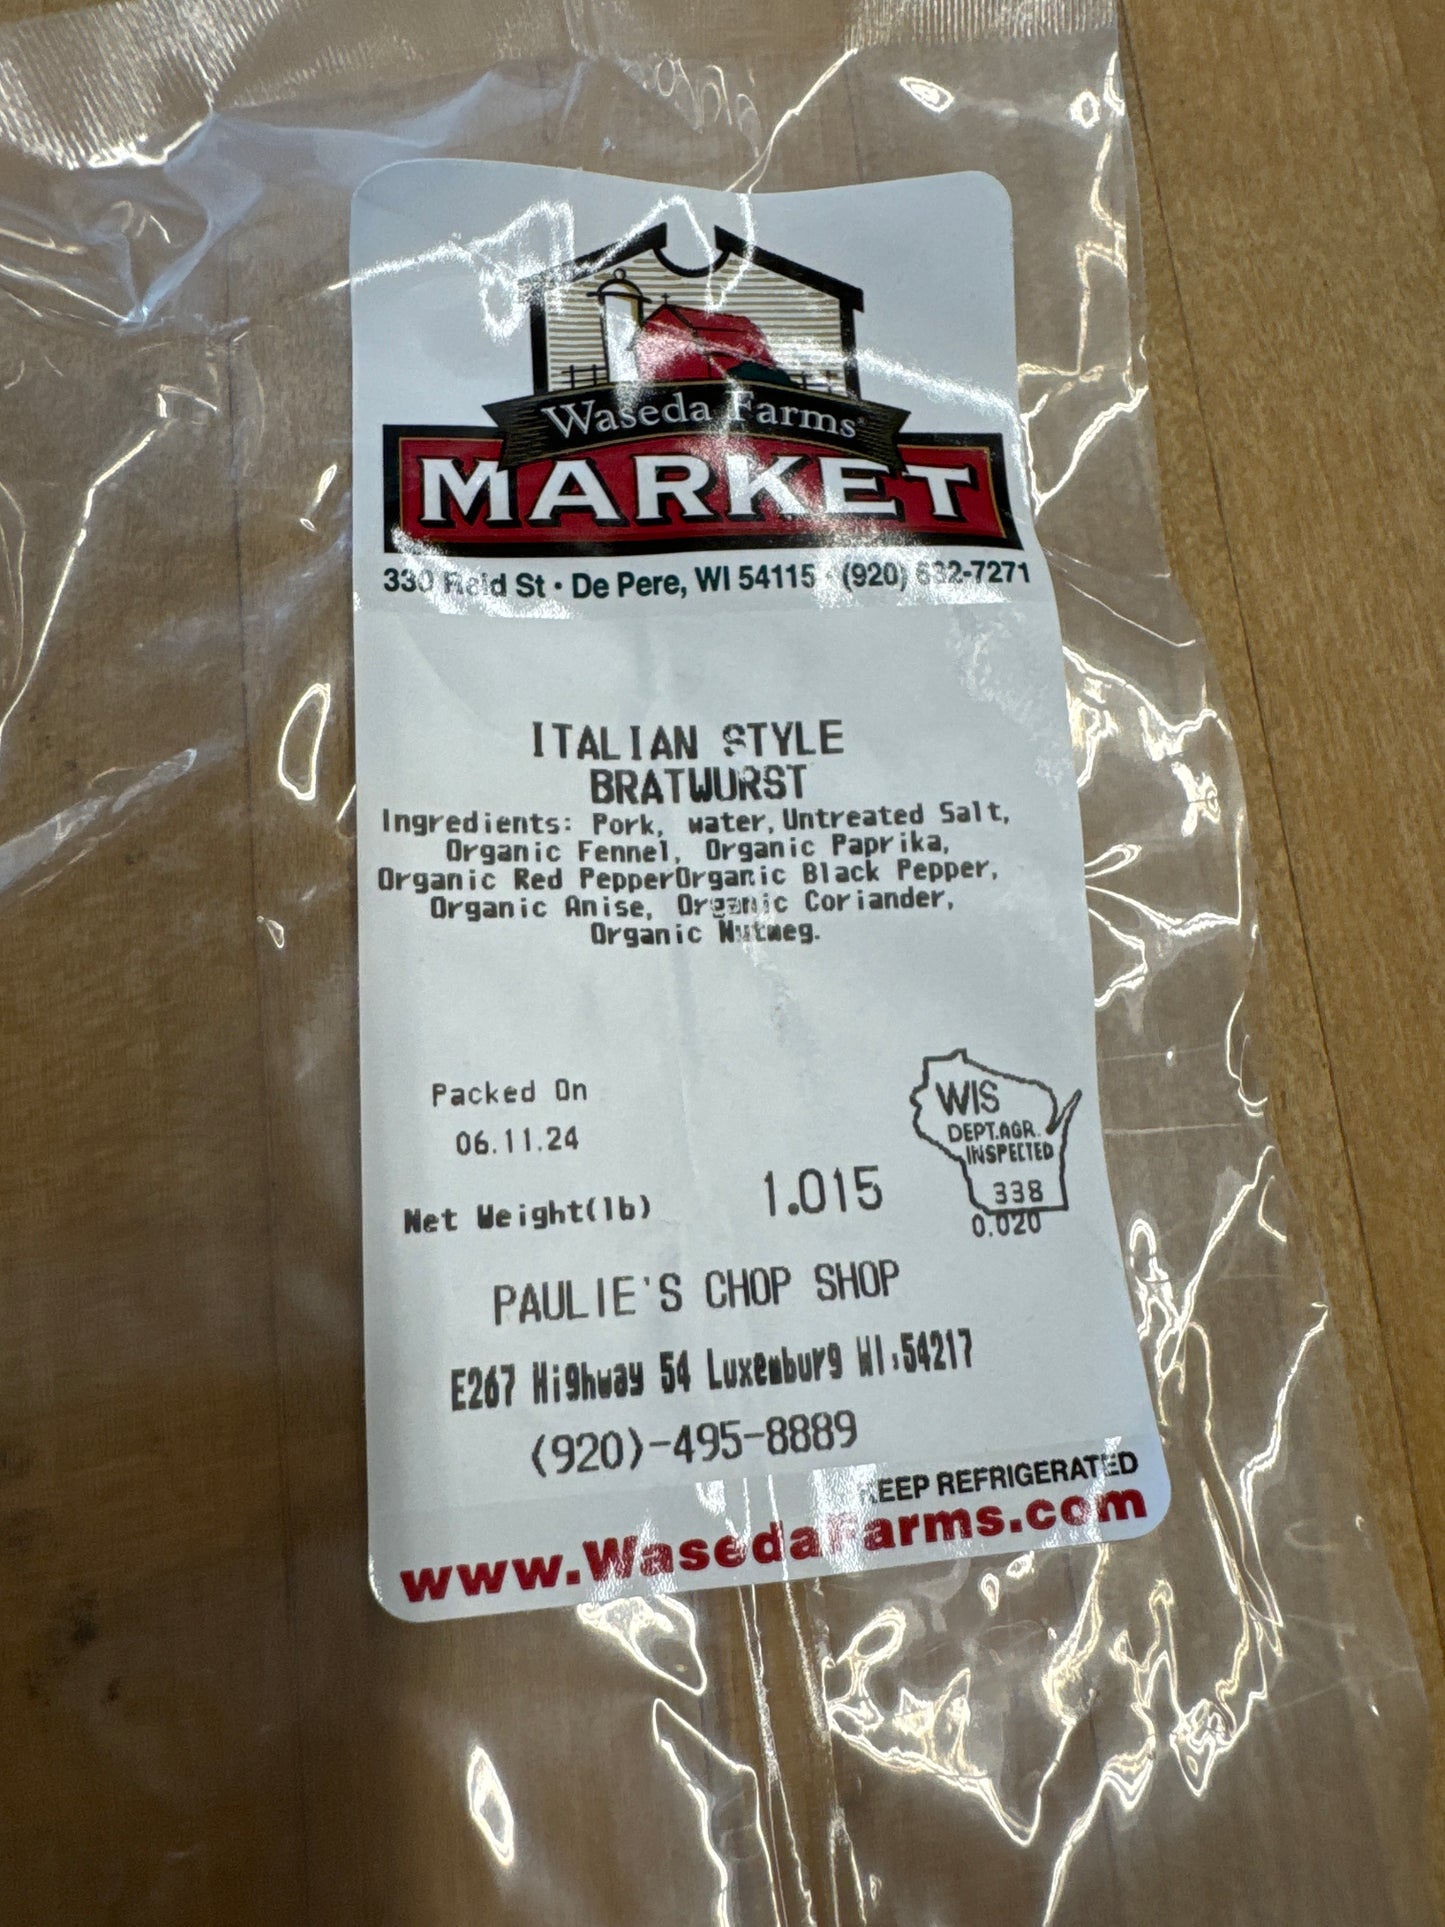 Waseda Farms
MARKET
330 Reid St • De Pere, WI 54115 • (920) 632-7271
ITALIAN STYLE
BRATWURST
Ingredients: Pork, water, Untreated Salt,
Organic Fennel, Organic Paprika,
Organic Red PepperOrganic Black Pepper,
Organic Anise, Organic Coriander,
Organic Nutmeg.
Packed On
06.11.24
Net Weight(lb) 1.015
WIS
DEPT.AGR.
INSPECTED
338
0.020
PAULIE'S CHOP SHOP
E267 Highway 54 Luxemburg WI,54217
(920)-495-8889
KEEP REFRIGERATED
www.WasedaFarms.com